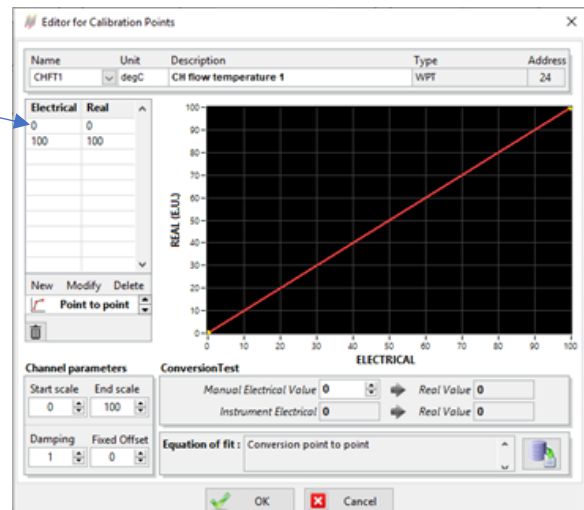 Editor for Calibration Points
Name Unit Description Type Address
CHFT1 degC CH flow temperature 1 WPT 24
Electrical Real
0 0
100 100
New Modify Delete
Point to point
REAL (E.U.)
100
90
80
70
60
50
40
30
20
10
0
0 10 20 30 40 50 60 70 80 90 100
ELECTRICAL
Channel parameters
Start scale End scale
0 100
Damping Fixed Offset
1 0
ConversionTest
Manual Electrical Value 0 Real Value 0
Instrument Electrical 0 Real Value 0
Equation of fit : Conversion point to point
OK Cancel